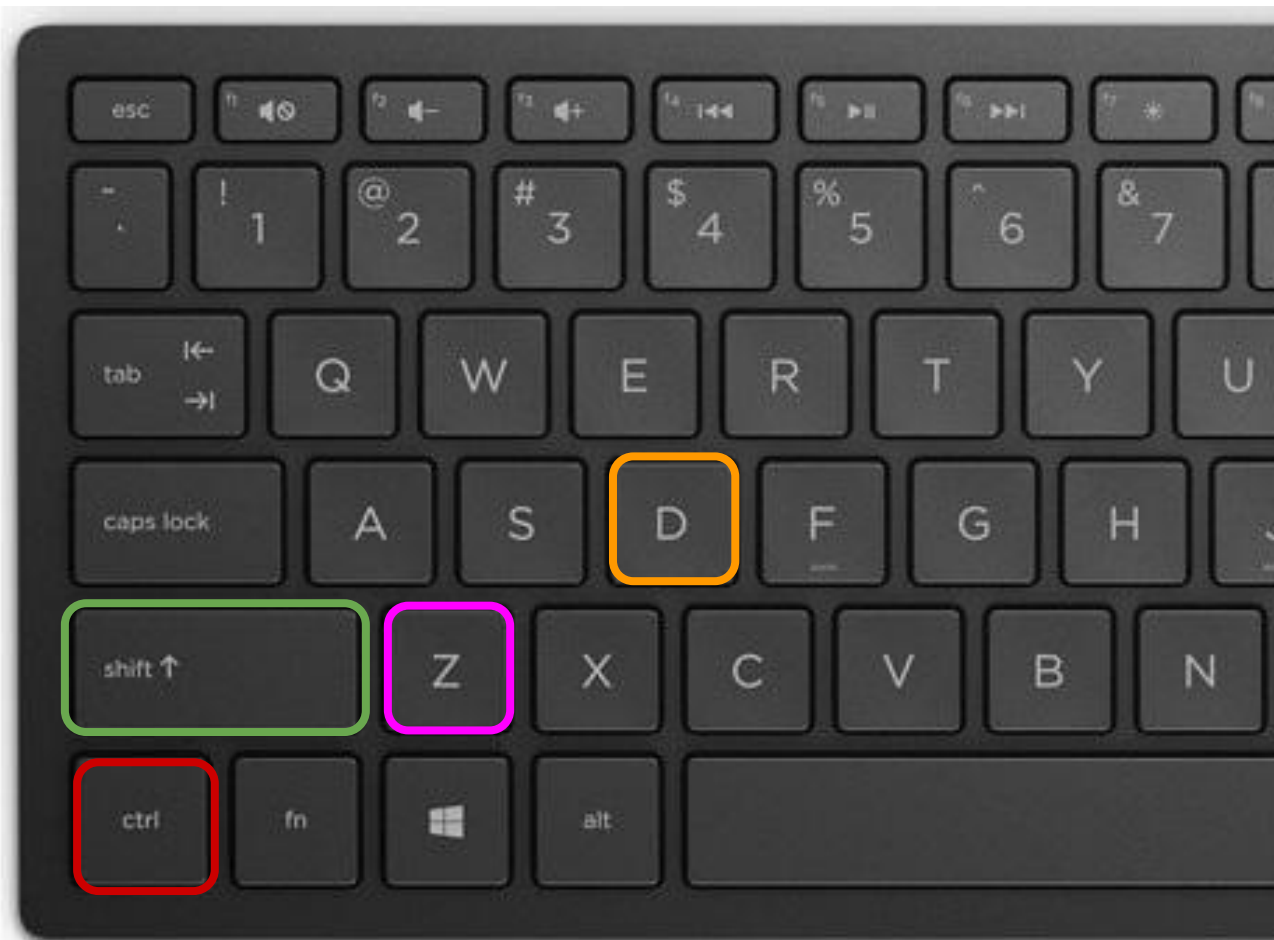 esc f1 f2 f3 f4 f5 f6 f7 f8
! @ # $ % ^ &
1 2 3 4 5 6 7
tab Q W E R T Y U
caps lock A S D F G H J
shift ↑ Z X C V B N
ctrl fn alt